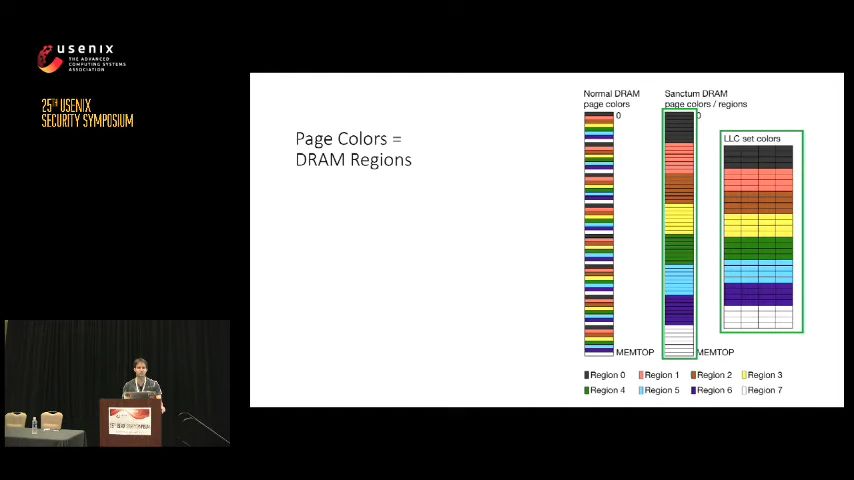 usenix
THE ADVANCED
COMPUTING SYSTEMS
ASSOCIATION
25TH USENIX
SECURITY SYMPOSIUM
Page Colors =
DRAM Regions
Normal DRAM
page colors
0
MEMTOP
Sanctum DRAM
page colors / regions
0
MEMTOP
LLC set colors
Region 0
Region 1
Region 2
Region 3
Region 4
Region 5
Region 6
Region 7